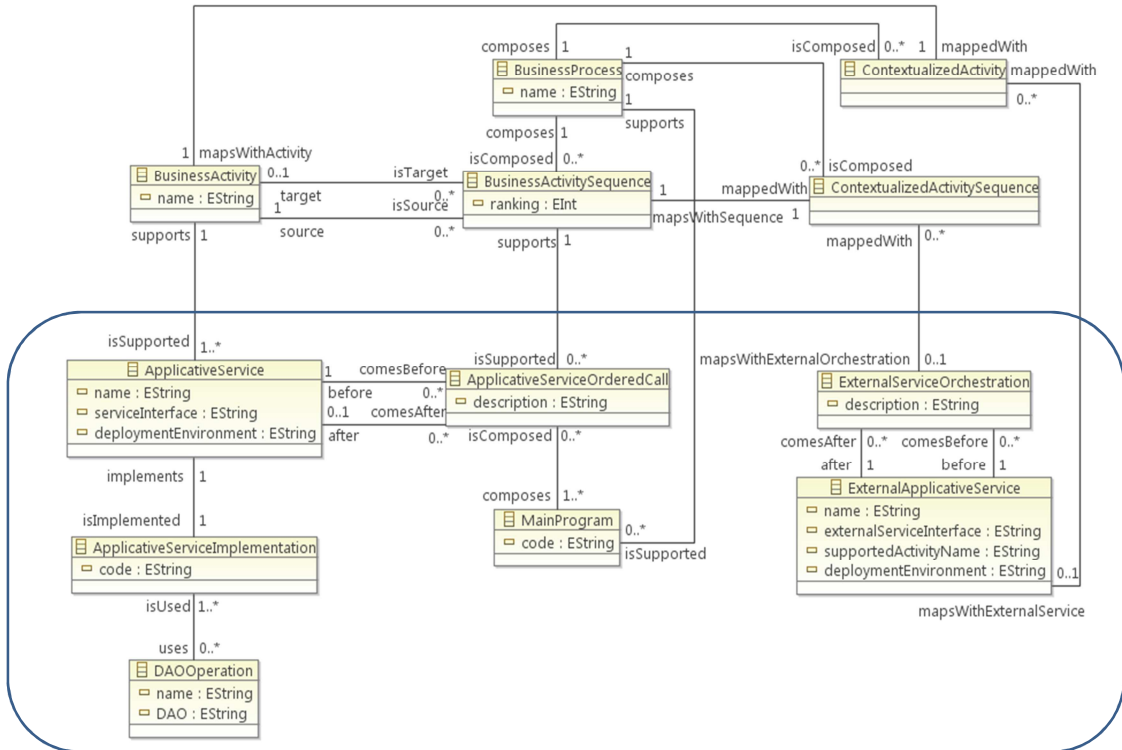 composes 1
isComposed 0..* 1 mappedWith
BusinessProcess
name : EString
1
composes
1
supports
ContextualizedActivity
mappedWith
0..*
composes 1
1 mapsWithActivity
isComposed 0..*
0..* isComposed
BusinessActivity
name : EString
0..1
target
isTarget
0..*
1
source
isSource
0..*
BusinessActivitySequence
ranking : EInt
1
mappedWith
mapsWithSequence 1
ContextualizedActivitySequence
supports 1
supports 1
mappedWith 0..*
isSupported 1..*
isSupported 0..*
mapsWithExternalOrchestration 0..1
ApplicativeService
name : EString
serviceInterface : EString
deploymentEnvironment : EString
1
before
comesBefore
0..*
0..1
after
comesAfter
0..*
ApplicativeServiceOrderedCall
description : EString
ExternalServiceOrchestration
description : EString
isComposed 0..*
comesAfter 0..* comesBefore 0..*
after 1 before 1
implements 1
isImplemented 1
composes 1..*
ExternalApplicativeService
name : EString
externalServiceInterface : EString
supportedActivityName : EString
deploymentEnvironment : EString
0..1
mapsWithExternalService
MainProgram
code : EString
0..*
isSupported
ApplicativeServiceImplementation
code : EString
isUsed 1..*
uses 0..*
DAOOperation
name : EString
DAO : EString